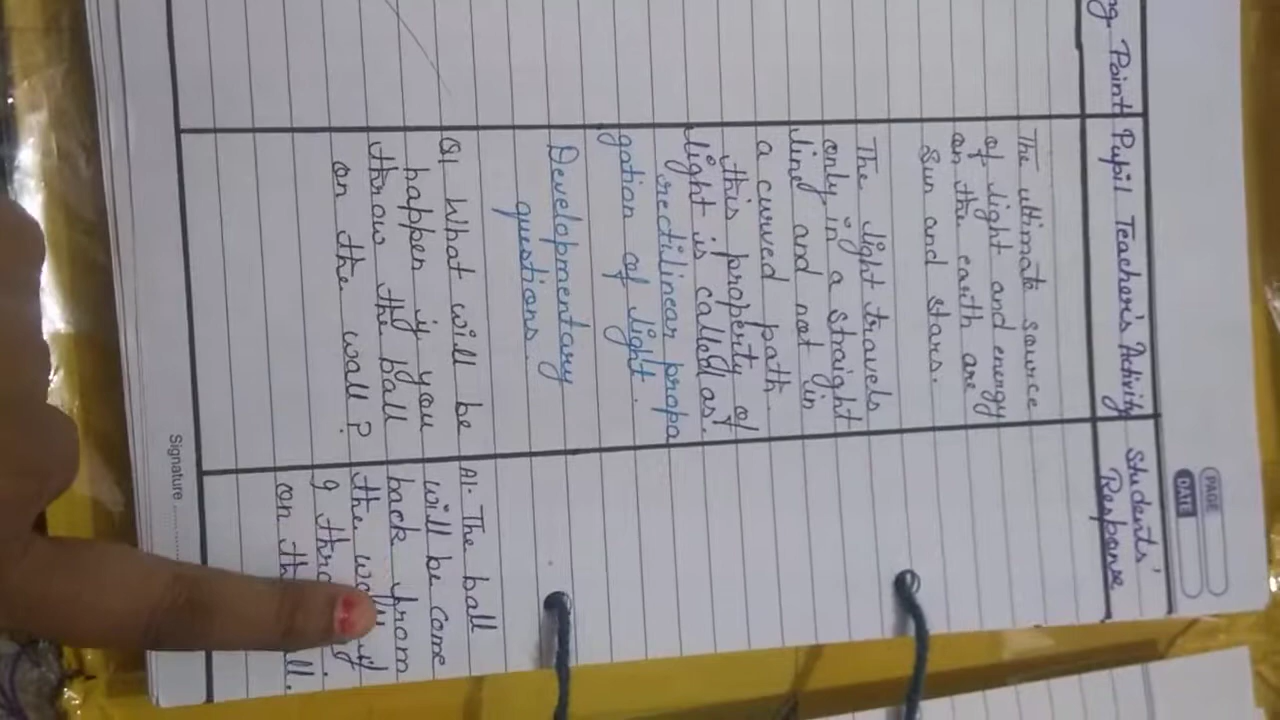 PAGE
DATE
ng Point
Pupil Teacher's Activity
Students'
Response
The ultimate source
of light and energy
on the earth are
Sun and stars.
The light travels
only in a straight
line and not in
a curved path.
this property of
light is called as
rectilinear propa
gation of light.
Developmentary
questions.
Q1 What will be
happen if you
throw the ball
on the wall?
A1. The ball
will be come
back from
the wall if
I
on
Signature